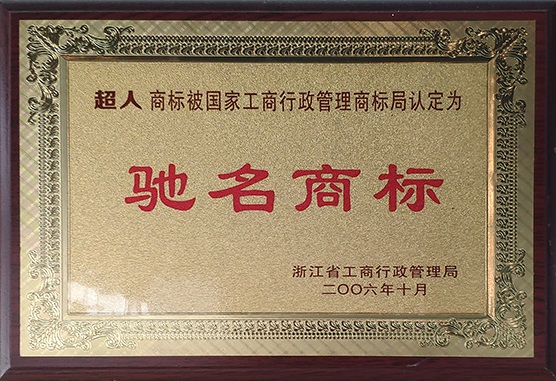 超人 商标被国家工商行政管理商标局认定为
驰名商标
浙江省工商行政管理局
二〇〇六年十月